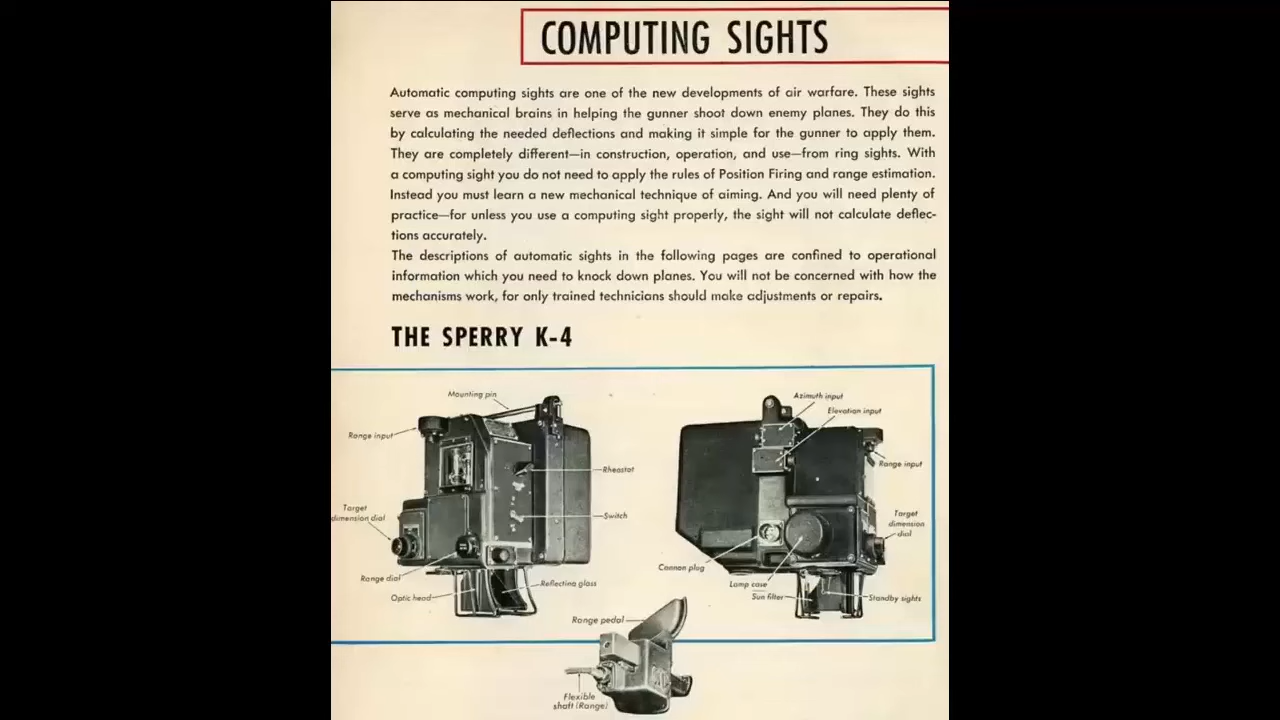 COMPUTING SIGHTS
Automatic computing sights are one of the new developments of air warfare. These sights
serve as mechanical brains in helping the gunner shoot down enemy planes. They do this
by calculating the needed deflections and making it simple for the gunner to apply them.
They are completely different—in construction, operation, and use—from ring sights. With
a computing sight you do not need to apply the rules of Position Firing and range estimation.
Instead you must learn a new mechanical technique of aiming. And you will need plenty of
practice—for unless you use a computing sight properly, the sight will not calculate deflec-
tions accurately.
The descriptions of automatic sights in the following pages are confined to operational
information which you need to knock down planes. You will not be concerned with how the
mechanisms work, for only trained technicians should make adjustments or repairs.
THE SPERRY K-4
Mounting pin
Range input
Rheostat
Target
dimension dial
Switch
Range dial
Optic head
Reflecting glass
Azimuth input
Elevation input
Range input
Target
dimension
dial
Cannon plug
Lamp case
Sun filter
Standby sights
Range pedal
Flexible
shaft (Range)